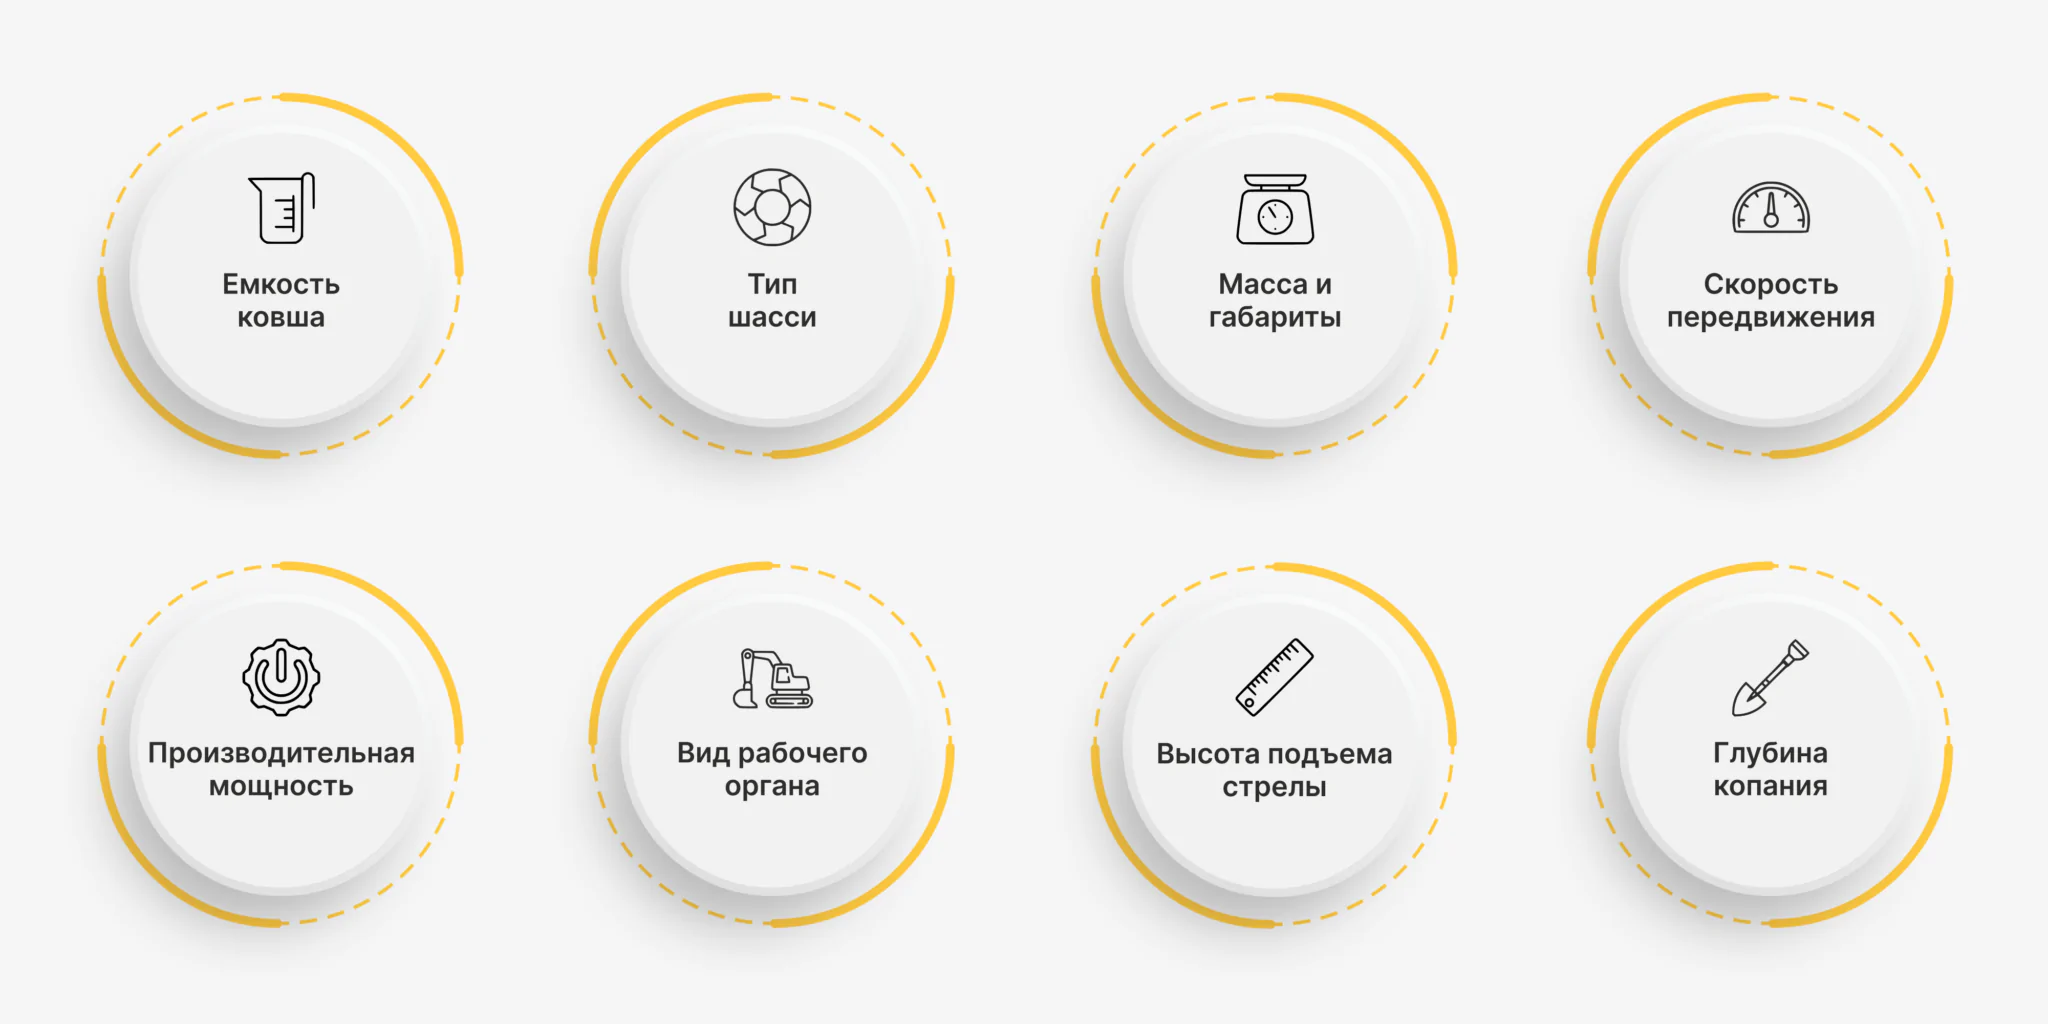 Емкость
ковша
Тип
шасси
Масса и
габариты
Скорость
передвижения
Производительная
мощность
Вид рабочего
органа
Высота подъема
стрелы
Глубина
копания